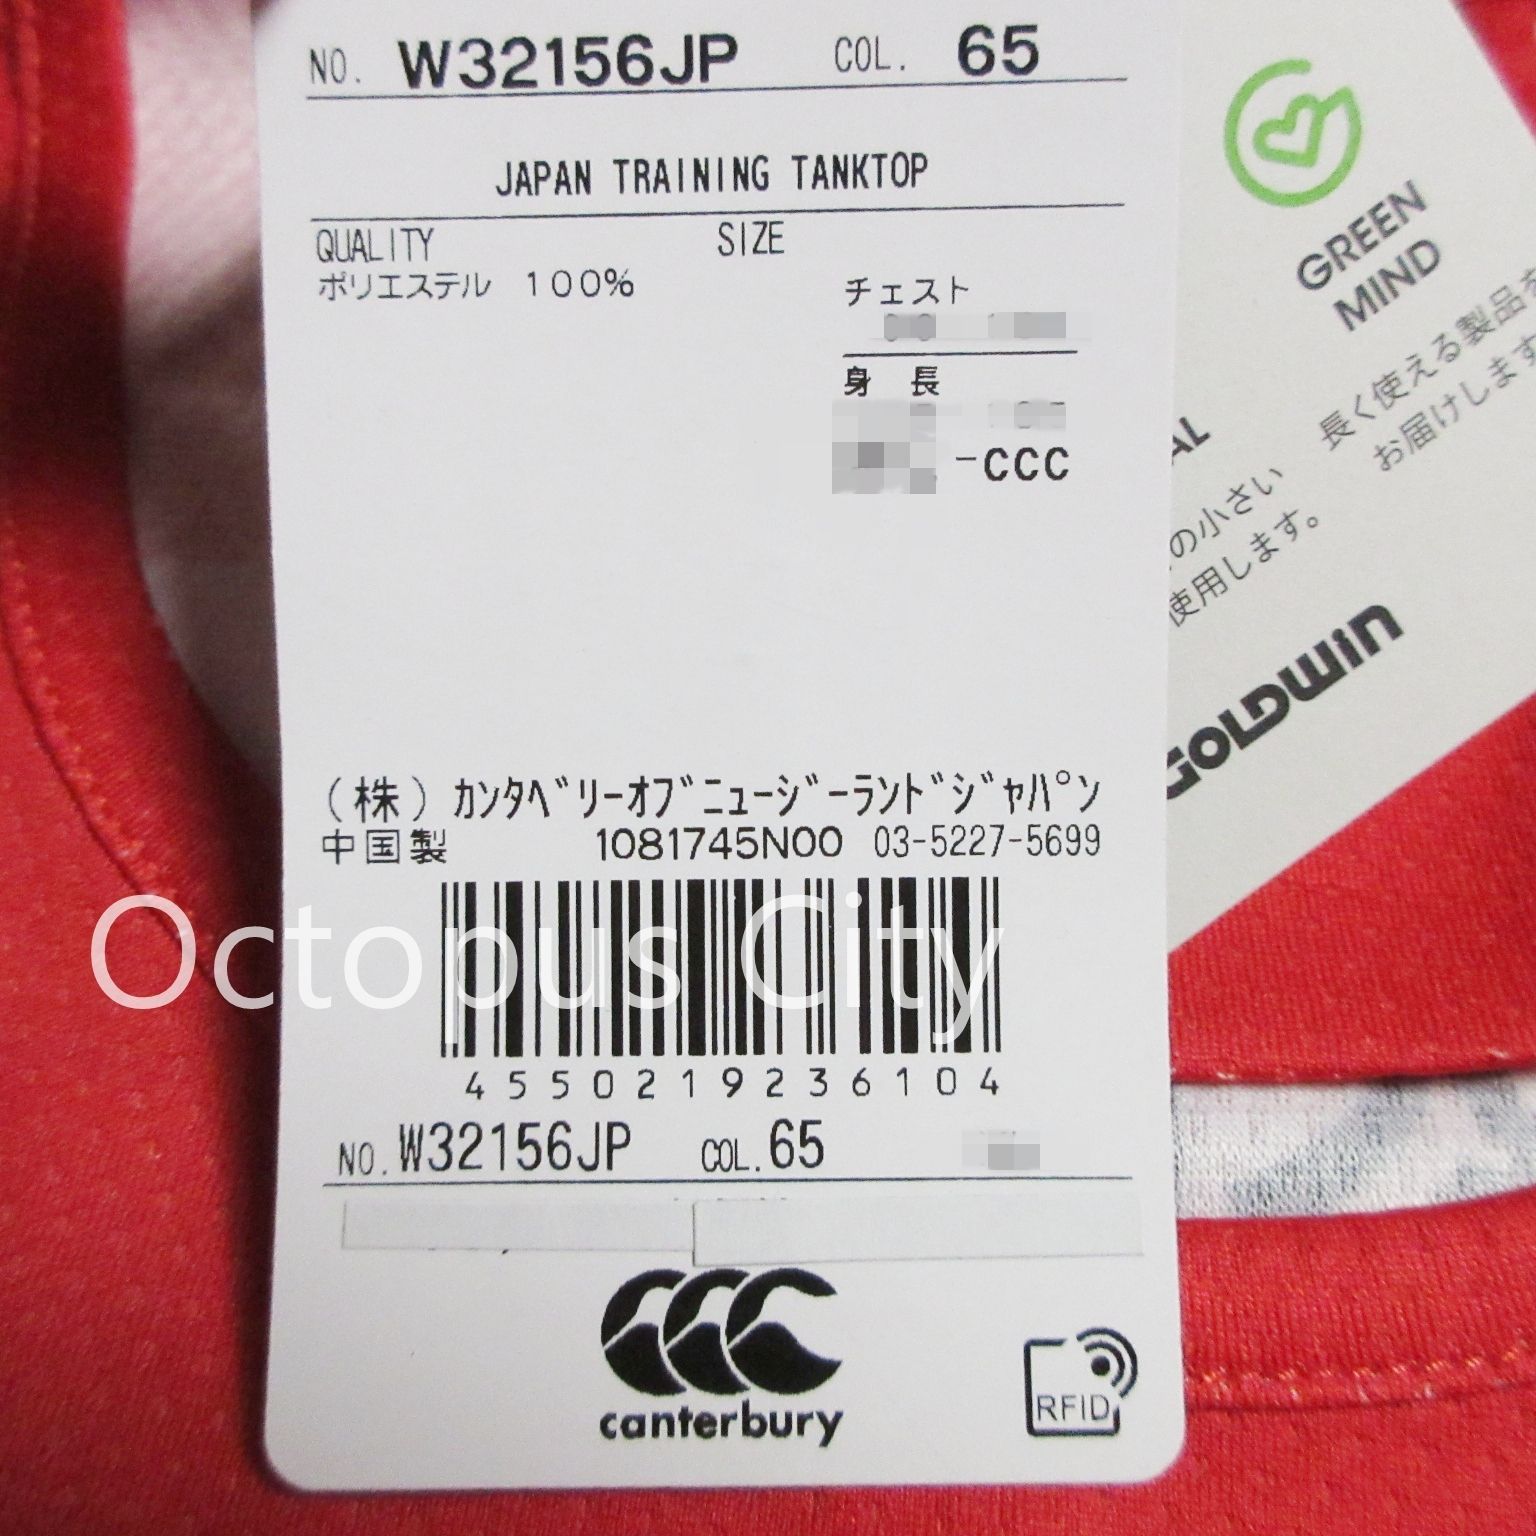 NO. W32156JP COL. 65
JAPAN TRAINING TANKTOP
QUALITY SIZE
ポリエステル 100%
チェスト
身 長
-CCC
(株)カンタベリーオブニュージーランドジャパン
中国製 1081745N00 03-5227-5699
4550219236104
NO. W32156JP COL. 65
canterbury
RFID
GREEN
MIND
長く使える製品を
お届けします
AL
の小さい
使用します。
GOLDWIN
Octopus City